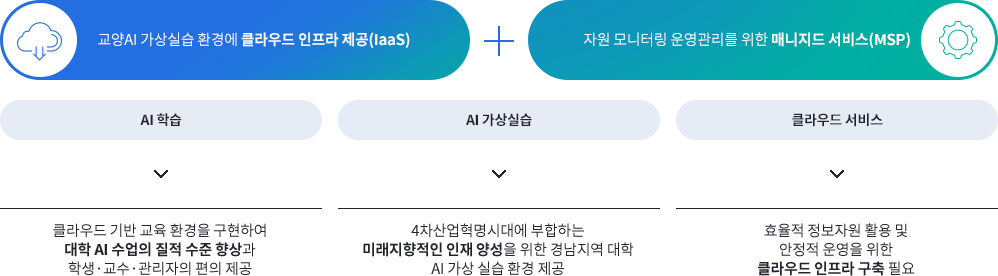 교양AI 가상실습 환경에 클라우드 인프라 제공(IaaS)
자원 모니터링 운영관리를 위한 매니지드 서비스(MSP)
AI 학습
AI 가상실습
클라우드 서비스
클라우드 기반 교육 환경을 구현하여
대학 AI 수업의 질적 수준 향상과
학생·교수·관리자의 편의 제공
4차산업혁명시대에 부합하는
미래지향적인 인재 양성을 위한 경남지역 대학
AI 가상 실습 환경 제공
효율적 정보자원 활용 및
안정적 운영을 위한
클라우드 인프라 구축 필요